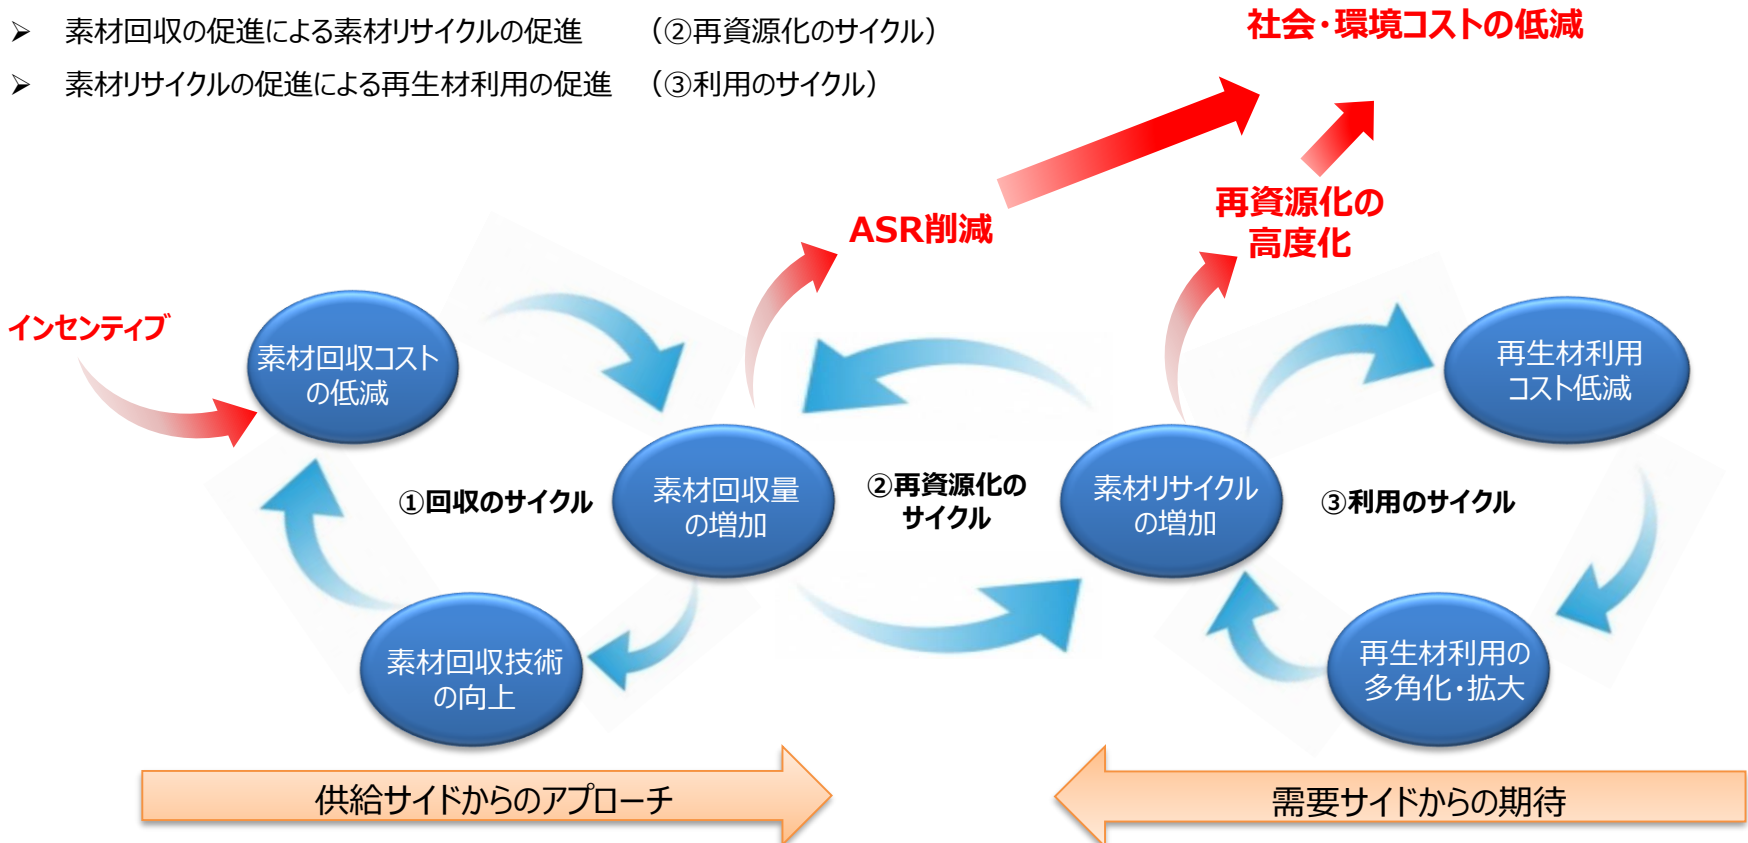 ➢ 素材回収の促進による素材リサイクルの促進 （②再資源化のサイクル）
➢ 素材リサイクルの促進による再生材利用の促進 （③利用のサイクル）
社会・環境コストの低減
ASR削減
再資源化の
高度化
インセンティブ
素材回収コスト
の低減
再生材利用
コスト低減
①回収のサイクル
素材回収量
の増加
②再資源化の
サイクル
素材リサイクル
の増加
③利用のサイクル
素材回収技術
の向上
再生材利用の
多角化・拡大
供給サイドからのアプローチ
需要サイドからの期待